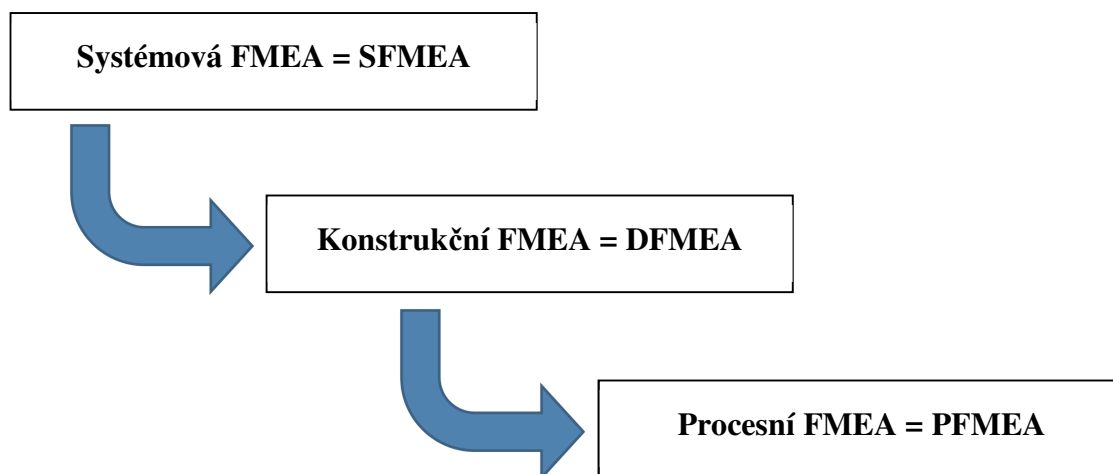 Systémová FMEA = SFMEA
Konstrukční FMEA = DFMEA
Procesní FMEA = PFMEA